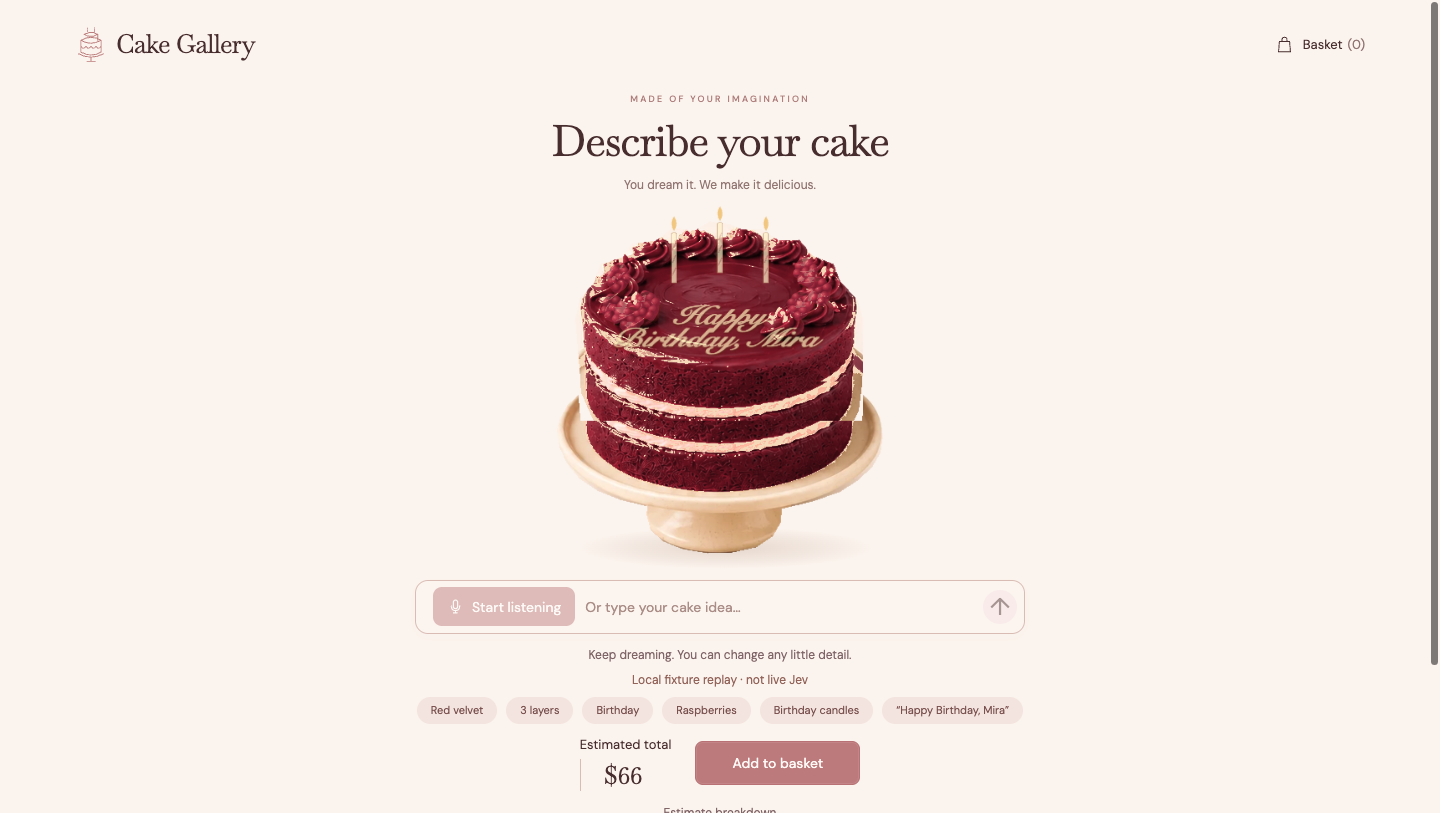 Cake Gallery
Basket (0)
MADE OF YOUR IMAGINATION
Describe your cake
You dream it. We make it delicious.
Happy
Birthday, Mira
Start listening
Or type your cake idea...
Keep dreaming. You can change any little detail.
Local fixture replay · not live Jev
Red velvet
3 layers
Birthday
Raspberries
Birthday candles
“Happy Birthday, Mira”
Estimated total
$66
Add to basket
Estimate breakdown